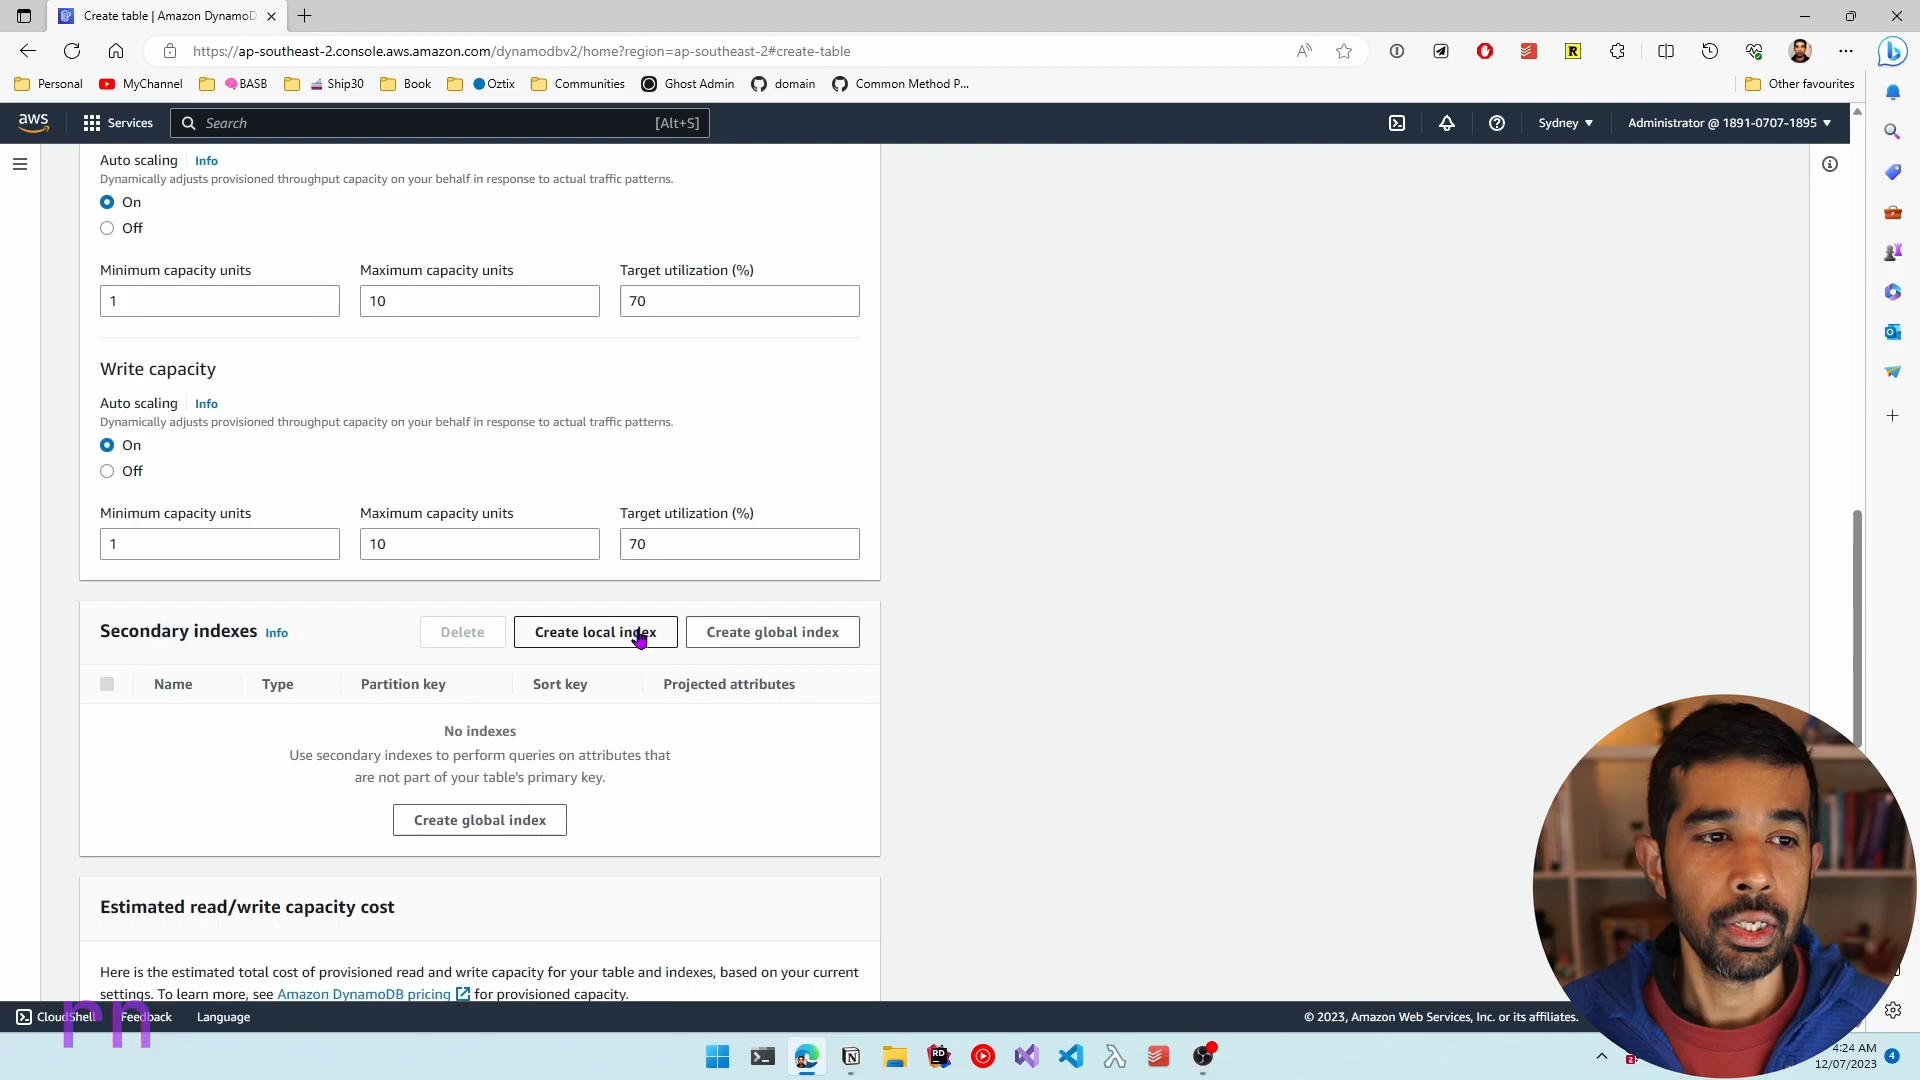 Create table | Amazon DynamoD
https://ap-southeast-2.console.aws.amazon.com/dynamodbv2/home?region=ap-southeast-2#create-table
Personal MyChannel BASB Ship30 Book Oztix Communities Ghost Admin domain Common Method P... Other favourites
aws Services Search [Alt+S] Sydney Administrator @ 1891-0707-1895
Auto scaling Info
Dynamically adjusts provisioned throughput capacity on your behalf in response to actual traffic patterns.
On
Off
Minimum capacity units Maximum capacity units Target utilization (%)
1 10 70
Write capacity
Auto scaling Info
Dynamically adjusts provisioned throughput capacity on your behalf in response to actual traffic patterns.
On
Off
Minimum capacity units Maximum capacity units Target utilization (%)
1 10 70
Secondary indexes Info Delete Create local index Create global index
Name Type Partition key Sort key Projected attributes
No indexes
Use secondary indexes to perform queries on attributes that
are not part of your table's primary key.
Create global index
Estimated read/write capacity cost
Here is the estimated total cost of provisioned read and write capacity for your table and indexes, based on your current
settings. To learn more, see Amazon DynamoDB pricing for provisioned capacity.
CloudShell Feedback Language © 2023, Amazon Web Services, Inc. or its affiliates.
rn
4:24 AM
12/07/2023 4